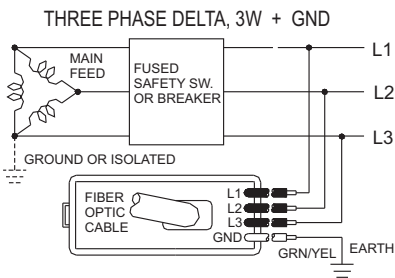 THREE PHASE DELTA, 3W + GND
MAIN
FEED
FUSED
SAFETY SW.
OR BREAKER
L1
L2
L3
GROUND OR ISOLATED
FIBER
OPTIC
CABLE
L1
L2
L3
GND
GRN/YEL
EARTH